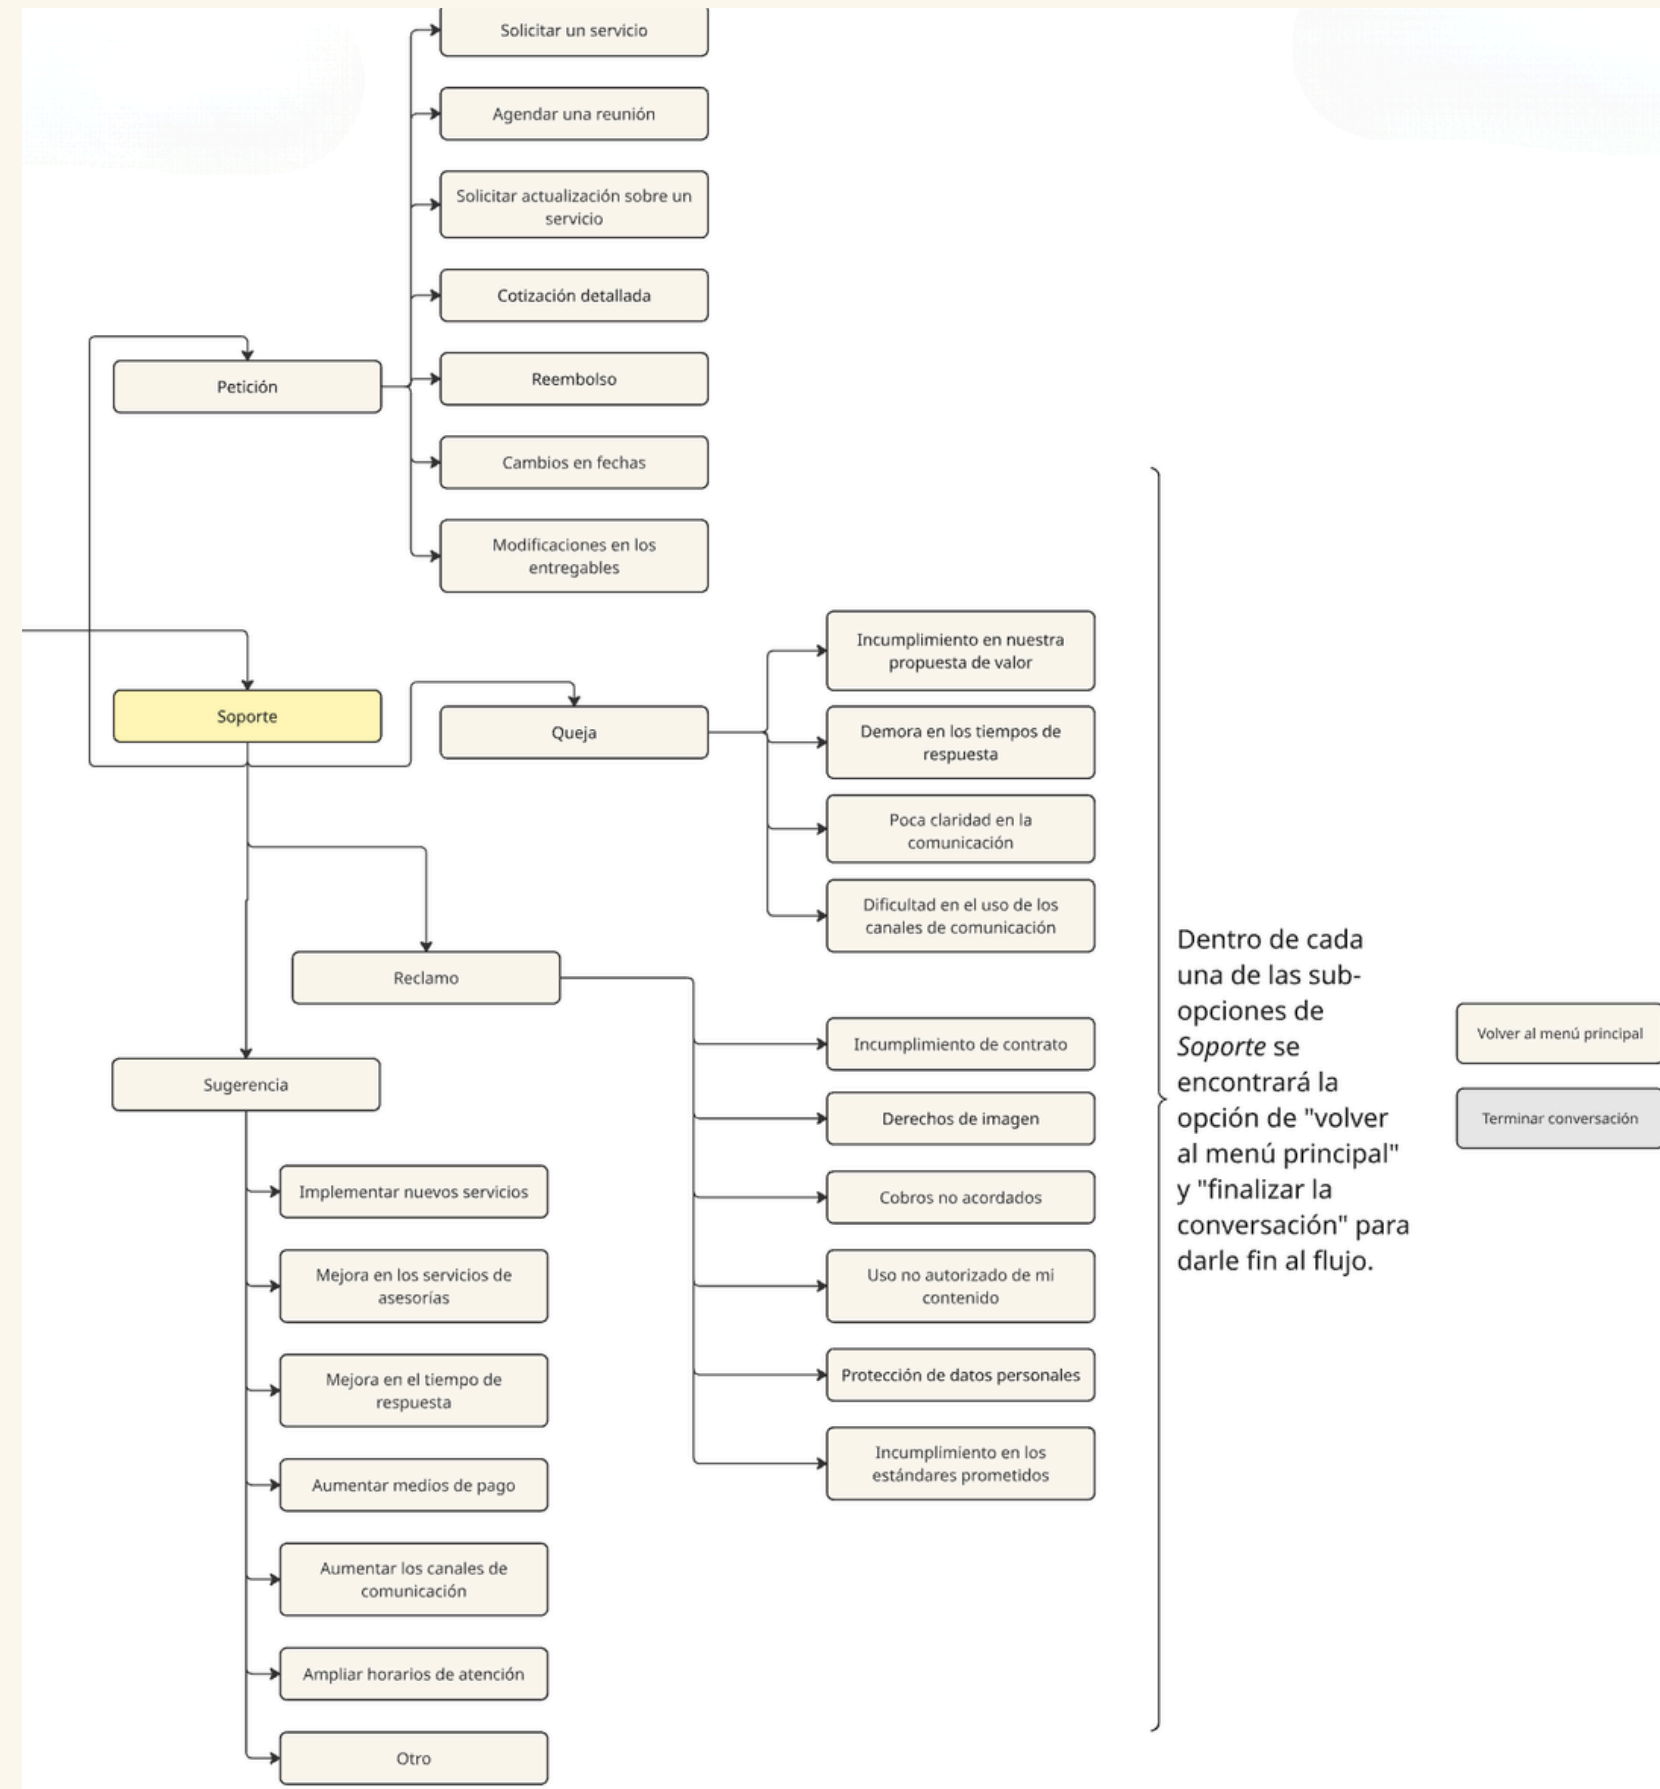 Solicitar un servicio
Agendar una reunión
Solicitar actualización sobre un
servicio
Cotización detallada
Reembolso
Petición
Cambios en fechas
Modificaciones en los
entregables
Soporte
Queja
Incumplimiento en nuestra
propuesta de valor
Demora en los tiempos de
respuesta
Poca claridad en la
comunicación
Dificultad en el uso de los
canales de comunicación
Reclamo
Incumplimiento de contrato
Derechos de imagen
Cobros no acordados
Uso no autorizado de mi
contenido
Protección de datos personales
Incumplimiento en los
estándares prometidos
Sugerencia
Implementar nuevos servicios
Mejora en los servicios de
asesorías
Mejora en el tiempo de
respuesta
Aumentar medios de pago
Aumentar los canales de
comunicación
Ampliar horarios de atención
Otro
Dentro de cada
una de las sub-
opciones de
Soporte se
encontrará la
opción de "volver
al menú principal"
y "finalizar la
conversación" para
darle fin al flujo.
Volver al menú principal
Terminar conversación